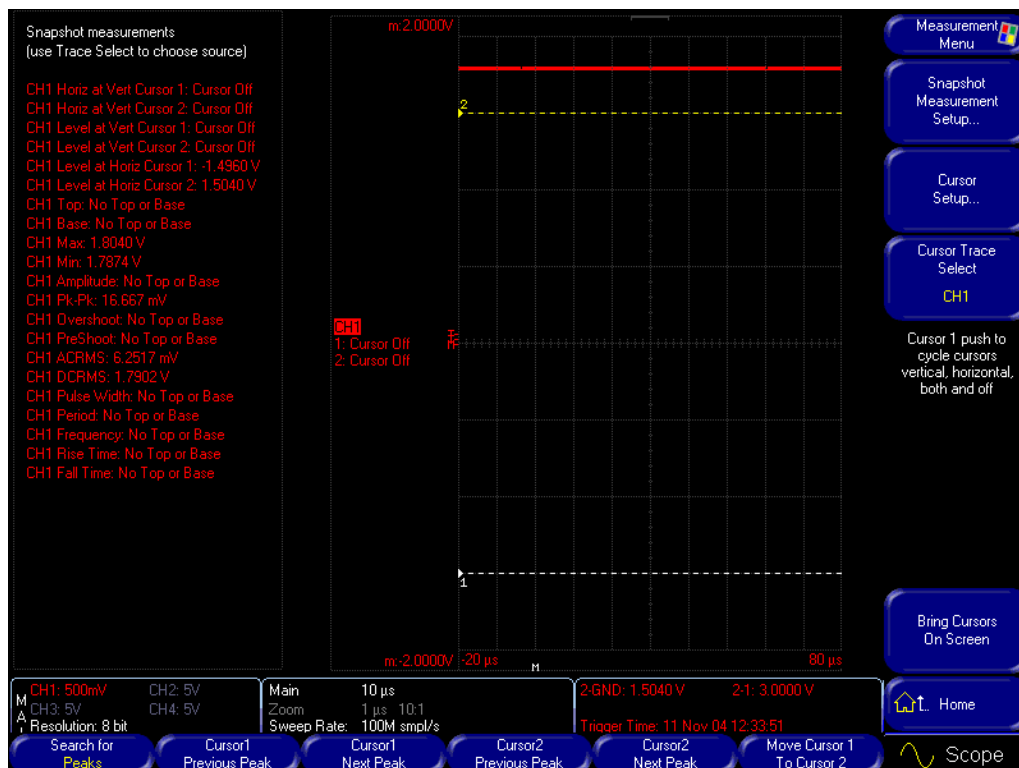 Snapshot measurements
(use Trace Select to choose source)
CH1 Horiz at Vert Cursor 1: Cursor Off
CH1 Horiz at Vert Cursor 2: Cursor Off
CH1 Level at Vert Cursor 1: Cursor Off
CH1 Level at Vert Cursor 2: Cursor Off
CH1 Level at Horiz Cursor 1: -1.4960 V
CH1 Level at Horiz Cursor 2: 1.5040 V
CH1 Top: No Top or Base
CH1 Base: No Top or Base
CH1 Max: 1.8040 V
CH1 Min: 1.7874 V
CH1 Amplitude: No Top or Base
CH1 Pk-Pk: 16.667 mV
CH1 Overshoot: No Top or Base
CH1 PreShoot: No Top or Base
CH1 ACRMS: 6.2517 mV
CH1 DCRMS: 1.7902 V
CH1 Pulse Width: No Top or Base
CH1 Period: No Top or Base
CH1 Frequency: No Top or Base
CH1 Rise Time: No Top or Base
CH1 Fall Time: No Top or Base
m:2.0000V
2
CH1
1: Cursor Off
2: Cursor Off
1
m:-2.0000V
-20 µs
M
80 µs
Measurement
Menu
Snapshot
Measurement
Setup...
Cursor
Setup...
Cursor Trace
Select
CH1
Cursor 1 push to
cycle cursors
vertical, horizontal,
both and off
Bring Cursors
On Screen
Home
Scope
CH1: 500mV CH2: 5V
CH3: 5V CH4: 5V
Resolution: 8 bit
Main 10 µs
Zoom 1 µs 10:1
Sweep Rate: 100M smpl/s
2-GND: 1.5040 V 2-1: 3.0000 V
Trigger Time: 11 Nov 04 12:33:51
Search for
Peaks
Cursor1
Previous Peak
Cursor1
Next Peak
Cursor2
Previous Peak
Cursor2
Next Peak
Move Cursor 1
To Cursor 2